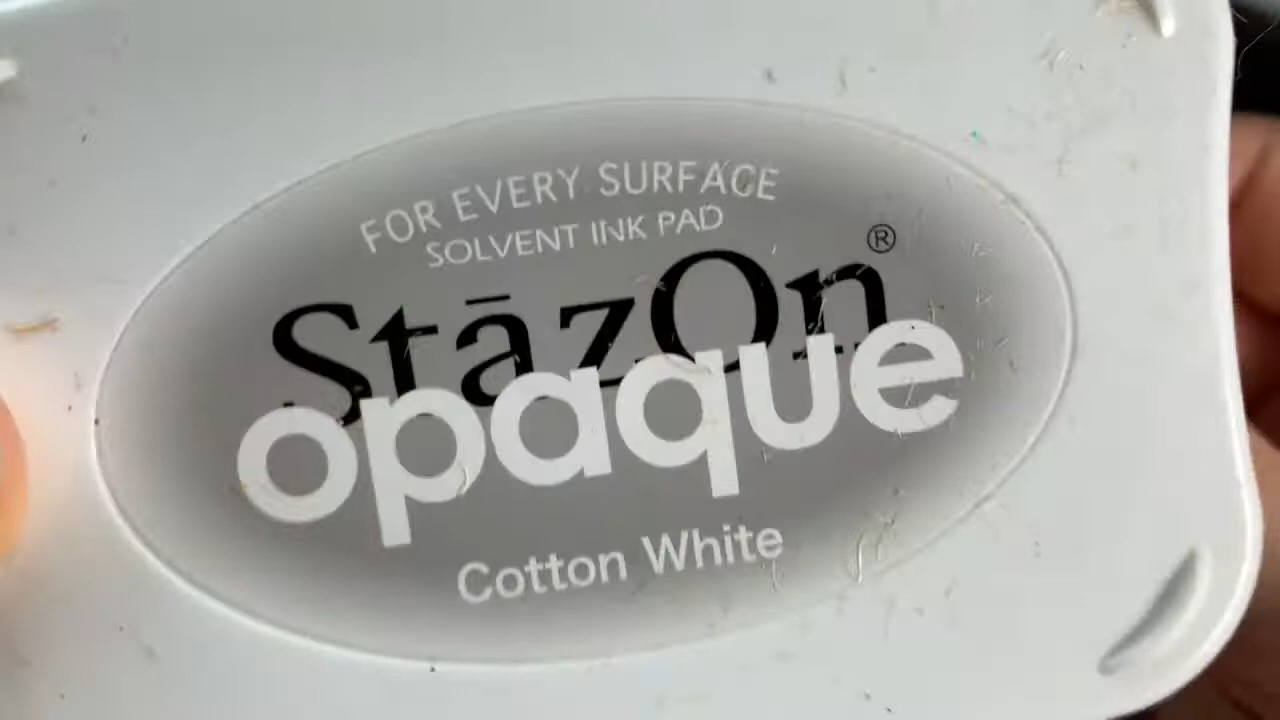 FOR EVERY SURFACE
SOLVENT INK PAD
StāzOn®
opaque
Cotton White